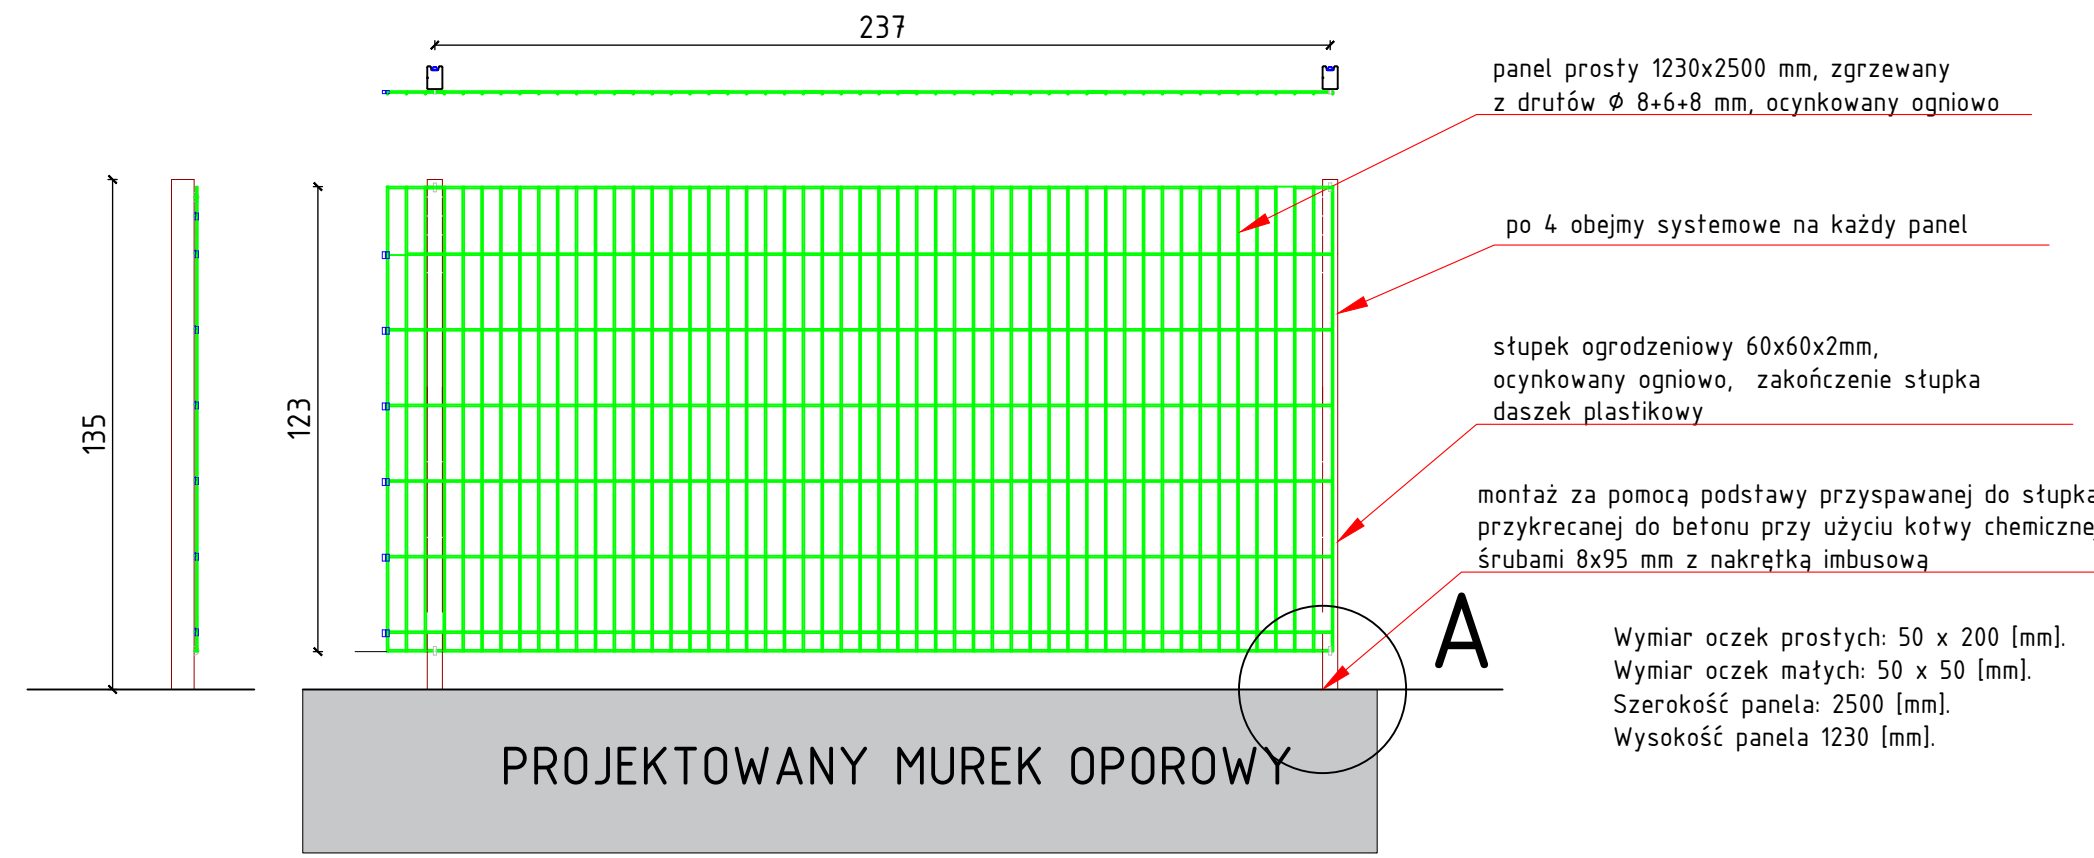 237
panel prosty 1230x2500 mm, zgrzewany
z drutów Ø 8+6+8 mm, ocynkowany ogniowo
po 4 obejmy systemowe na każdy panel
135
123
słupek ogrodzeniowy 60x60x2mm,
ocynkowany ogniowo, zakończenie słupka
daszek plastikowy
montaż za pomocą podstawy przyspawanej do słupka
przykrecanej do betonu przy użyciu kotwy chemicznej
śrubami 8x95 mm z nakrętką imbusową
A
Wymiar oczek prostych: 50 x 200 [mm].
Wymiar oczek małych: 50 x 50 [mm].
Szerokość panela: 2500 [mm].
Wysokość panela 1230 [mm].
PROJEKTOWANY MUREK OPOROWY